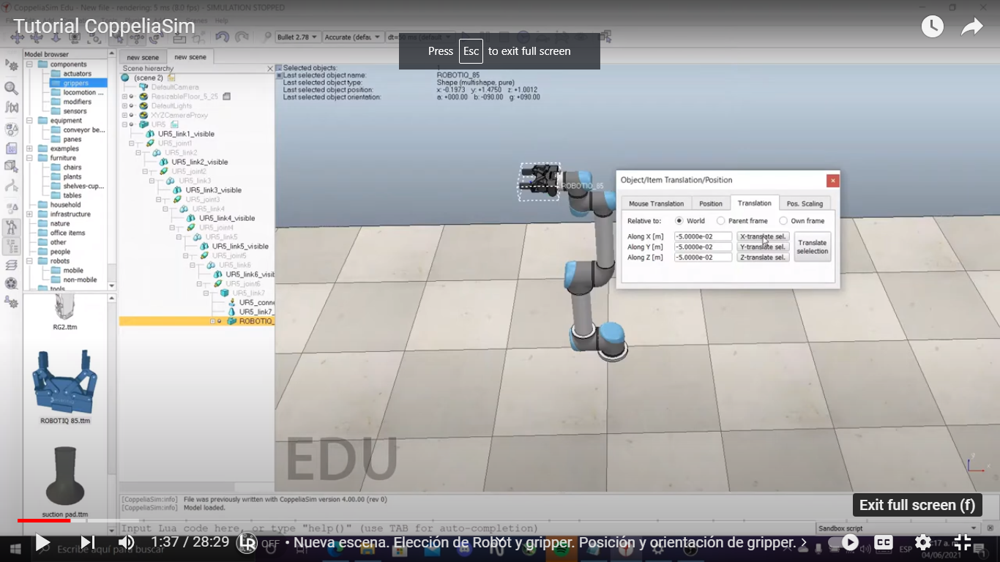 CoppeliaSim Edu - New file - rendering: 5 ms (8.0 fps) - SIMULATION STOPPED
Tutorial CoppeliaSim
Bullet 2.78
Accurate (defau
Press Esc to exit full screen
Model browser
components
actuators
grippers
locomotion ...
modifiers
sensors
equipment
conveyor be...
panes
examples
furniture
chairs
plants
shelves-cup...
tables
household
infrastructure
nature
office items
other
people
robots
mobile
non-mobile
tools
RG2.ttm
ROBOTIQ 85.ttm
suction pad.ttm
new scene
new scene
Scene hierarchy
(scene 2)
DefaultCamera
ResizableFloor_5_25
DefaultLights
XYZCameraProxy
UR5
UR5_link1_visible
UR5_joint1
UR5_link2
UR5_link2_visible
UR5_joint2
UR5_link3
UR5_link3_visible
UR5_joint3
UR5_link4
UR5_link4_visible
UR5_joint4
UR5_link5
UR5_link5_visible
UR5_joint5
UR5_link6
UR5_link6_visib
UR5_joint6
UR5_link7
UR5_conne
UR5_link7_
ROBOTIQ_
Selected objects: 1
Last selected object name: ROBOTIQ_85
Last selected object type: Shape (multishape, pure)
Last selected object position: x: -0.1973 y: +1.4750 z: +1.0012
Last selected object orientation: a: +000.00 b: -090.00 g: +090.00
ROBOTIQ_85
Object/Item Translation/Position
Mouse Translation Position Translation Pos. Scaling
Relative to: World Parent frame Own frame
Along X [m] -5.0000e-02 X-translate sel.
Along Y [m] -5.0000e-02 Y-translate sel.
Along Z [m] -5.0000e-02 Z-translate sel.
Translate
selelection
EDU
[CoppeliaSim:info] File was previously written with CoppeliaSim version 4.00.00 (rev 0)
[CoppeliaSim:info] Model loaded.
Exit full screen (f)
Input Lua code here, or type "help()" (use TAB for auto-completion)
Sandbox script
1:37 / 28:29
OFF
• Nueva escena. Elección de Robot y gripper. Posición y orientación de gripper.
Escribe aquí para buscar
ESP
04/06/2021